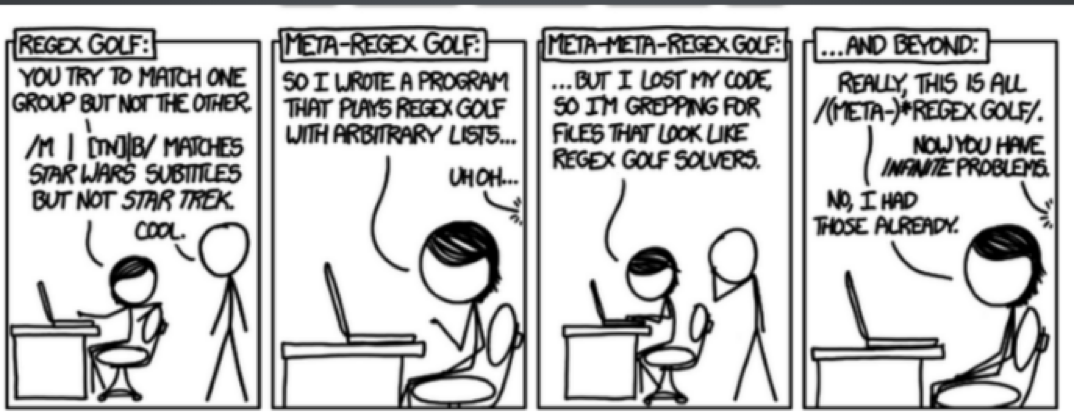 REGEX GOLF:
YOU TRY TO MATCH ONE
GROUP BUT NOT THE OTHER.
/M | [TN]|B/ MATCHES
STAR WARS SUBTITLES
BUT NOT STAR TREK.
COOL.
META-REGEX GOLF:
SO I WROTE A PROGRAM
THAT PLAYS REGEX GOLF
WITH ARBITRARY LISTS...
UH OH...
META-META-REGEX GOLF:
...BUT I LOST MY CODE,
SO I'M GREPPING FOR
FILES THAT LOOK LIKE
REGEX GOLF SOLVERS.
...AND BEYOND:
REALLY, THIS IS ALL
/(META-)*REGEX GOLF/.
NOW YOU HAVE
INFINITE PROBLEMS.
NO, I HAD
THOSE ALREADY.